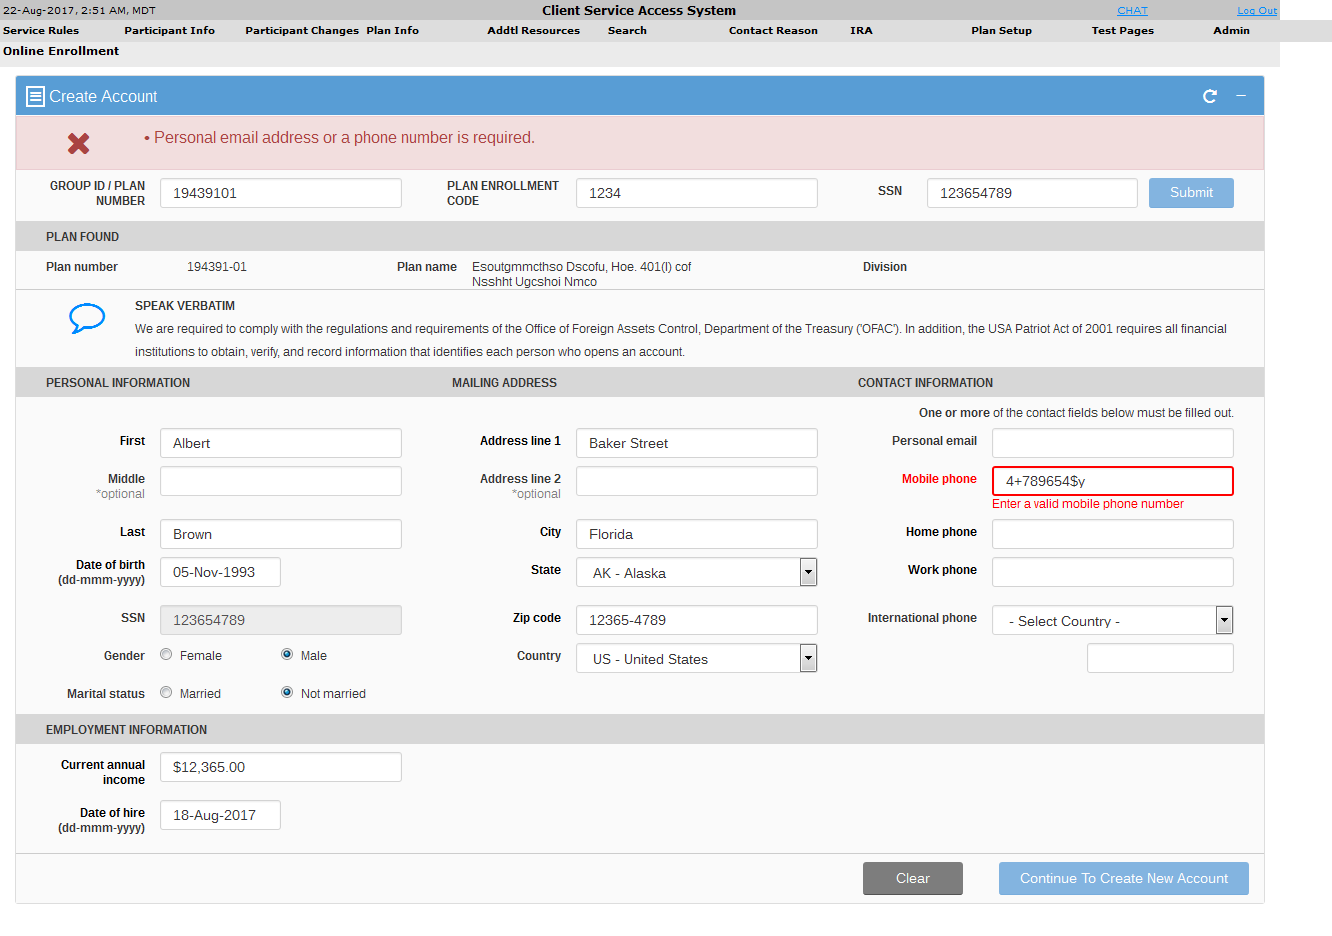 22-Aug-2017, 2:51 AM, MDT Client Service Access System CHAT Log Out
Service Rules Participant Info Participant Changes Plan Info Addtl Resources Search Contact Reason IRA Plan Setup Test Pages Admin
Online Enrollment
Create Account
• Personal email address or a phone number is required.
GROUP ID / PLAN NUMBER 19439101 PLAN ENROLLMENT CODE 1234 SSN 123654789 Submit
PLAN FOUND
Plan number 194391-01 Plan name Esoutgmmcthso Dscofu, Hoe. 401(l) cof
Nsshht Ugcshoi Nmco
Division
SPEAK VERBATIM
We are required to comply with the regulations and requirements of the Office of Foreign Assets Control, Department of the Treasury ('OFAC'). In addition, the USA Patriot Act of 2001 requires all financial
institutions to obtain, verify, and record information that identifies each person who opens an account.
PERSONAL INFORMATION MAILING ADDRESS CONTACT INFORMATION
One or more of the contact fields below must be filled out.
First Albert Address line 1 Baker Street Personal email
Middle Address line 2 Mobile phone 4+789654$y
*optional *optional Enter a valid mobile phone number
Last Brown City Florida Home phone
Date of birth
(dd-mmm-yyyy) 05-Nov-1993 State AK - Alaska Work phone
SSN 123654789 Zip code 12365-4789 International phone - Select Country -
Gender Female Male Country US - United States
Marital status Married Not married
EMPLOYMENT INFORMATION
Current annual
income $12,365.00
Date of hire
(dd-mmm-yyyy) 18-Aug-2017
Clear Continue To Create New Account